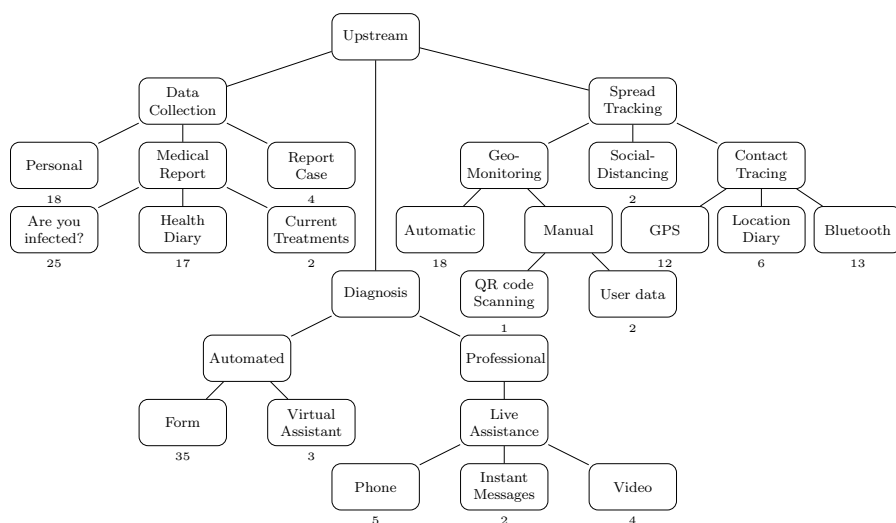 Upstream
Data
Collection
Spread
Tracking
Personal
Medical
Report
Report
Case
Geo-
Monitoring
Social-
Distancing
Contact
Tracing
18
4
2
Are you
infected?
Health
Diary
Current
Treatments
Automatic
Manual
GPS
Location
Diary
Bluetooth
25
17
2
18
12
6
13
Diagnosis
QR code
Scanning
User data
1
2
Automated
Professional
Form
Virtual
Assistant
Live
Assistance
35
3
Phone
Instant
Messages
Video
5
2
4